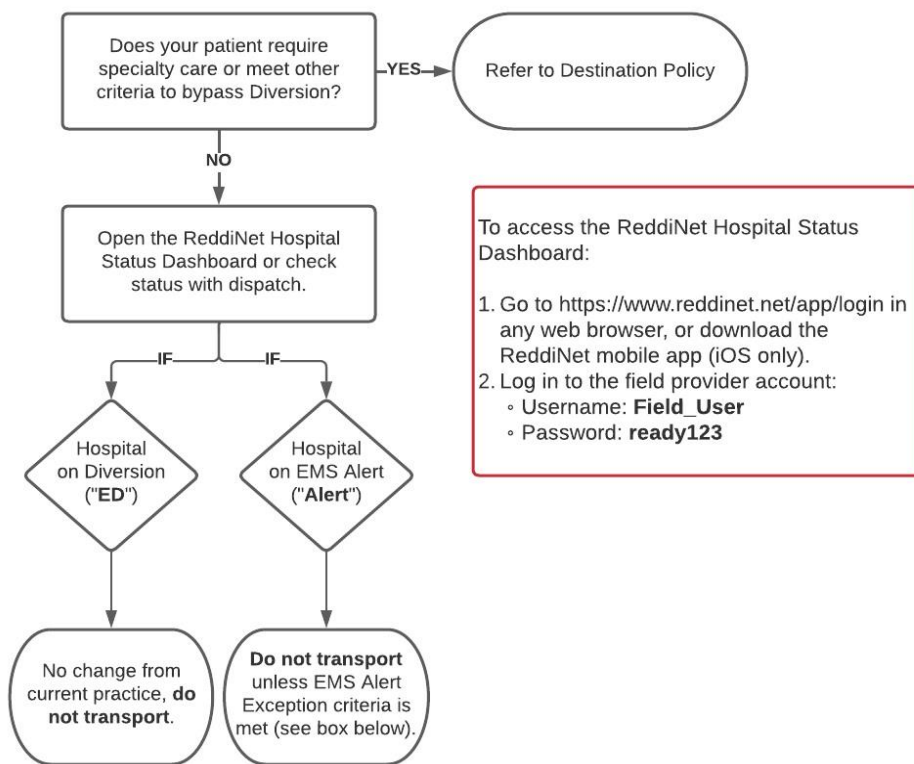 Does your patient require
specialty care or meet other
criteria to bypass Diversion?
YES
Refer to Destination Policy
NO
Open the ReddiNet Hospital
Status Dashboard or check
status with dispatch.
To access the ReddiNet Hospital Status
Dashboard:
1. Go to https://www.reddinet.net/app/login in
any web browser, or download the
ReddiNet mobile app (iOS only).
2. Log in to the field provider account:
◦ Username: Field_User
◦ Password: ready123
IF
IF
Hospital
on Diversion
("ED")
Hospital
on EMS Alert
("Alert")
No change from
current practice, do
not transport.
Do not transport
unless EMS Alert
Exception criteria is
met (see box below).